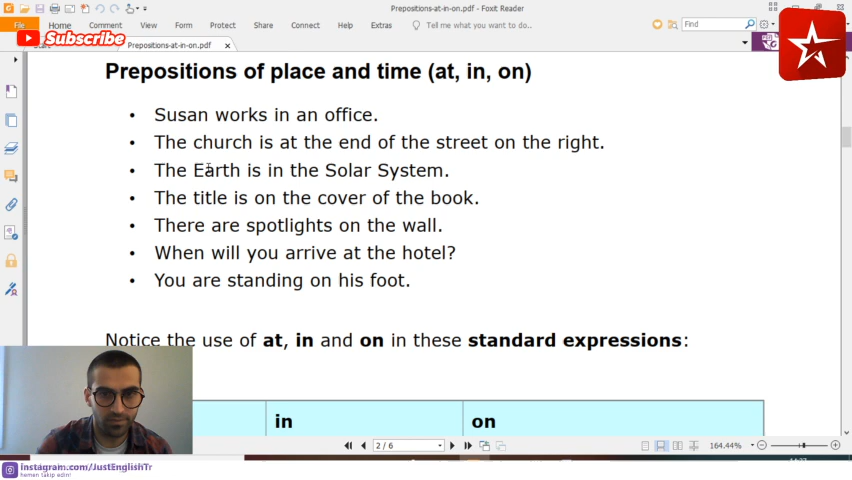 Prepositions-at-in-on.pdf - Foxit Reader
File Home Comment View Form Protect Share Connect Help Extras Tell me what you want to do... Find
Subscribe
Prepositions-at-in-on.pdf
Prepositions of place and time (at, in, on)
• Susan works in an office.
• The church is at the end of the street on the right.
• The Earth is in the Solar System.
• The title is on the cover of the book.
• There are spotlights on the wall.
• When will you arrive at the hotel?
• You are standing on his foot.
Notice the use of at, in and on in these standard expressions:
in on
2 / 6 164.44%
instagram.com/JustEnglishTr
hemen takip edin!